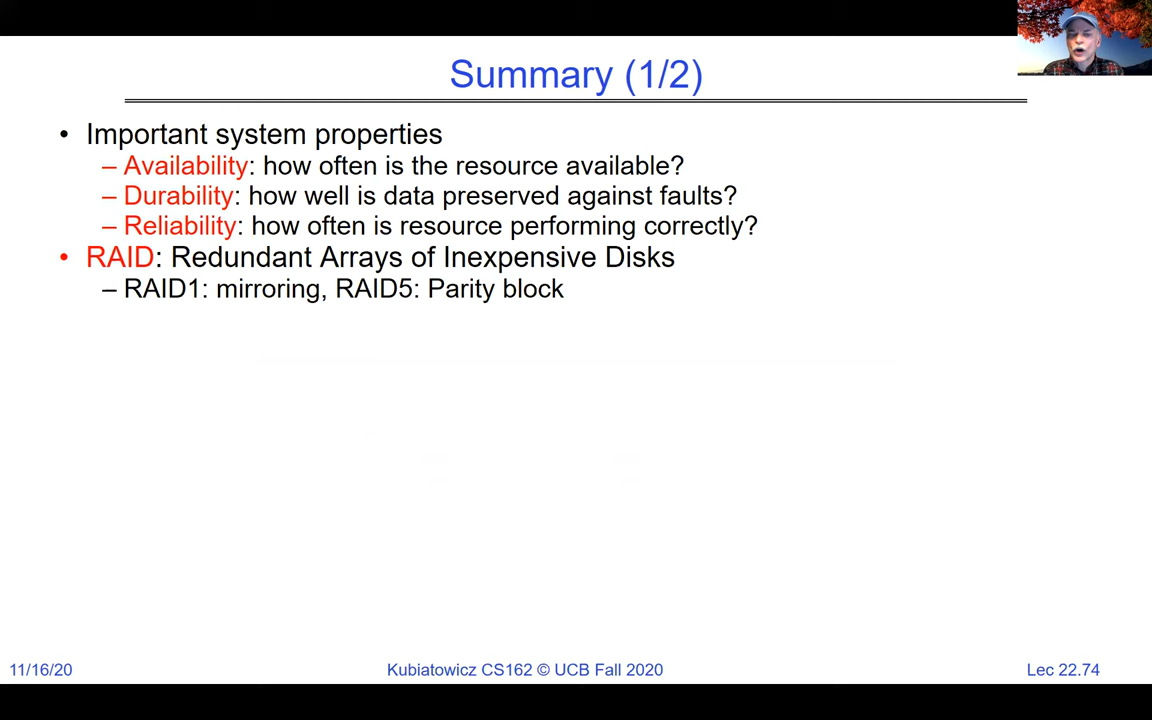 Summary (1/2)
• Important system properties
– Availability: how often is the resource available?
– Durability: how well is data preserved against faults?
– Reliability: how often is resource performing correctly?
• RAID: Redundant Arrays of Inexpensive Disks
– RAID1: mirroring, RAID5: Parity block
11/16/20
Kubiatowicz CS162 © UCB Fall 2020
Lec 22.74